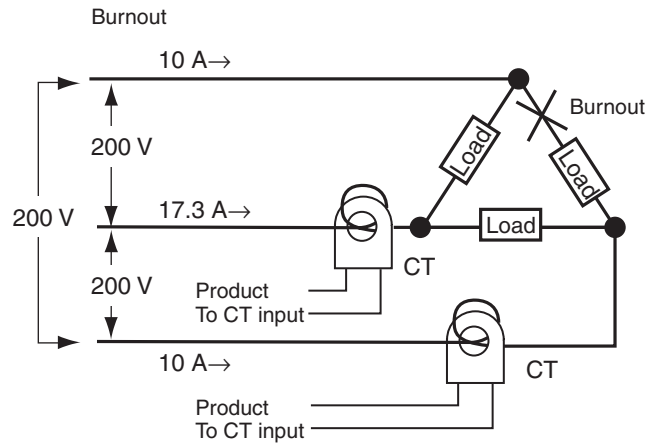 Burnout
10 A→
Burnout
200 V
Load
Load
200 V
17.3 A→
Load
CT
200 V
Product
To CT input
10 A→
CT
Product
To CT input